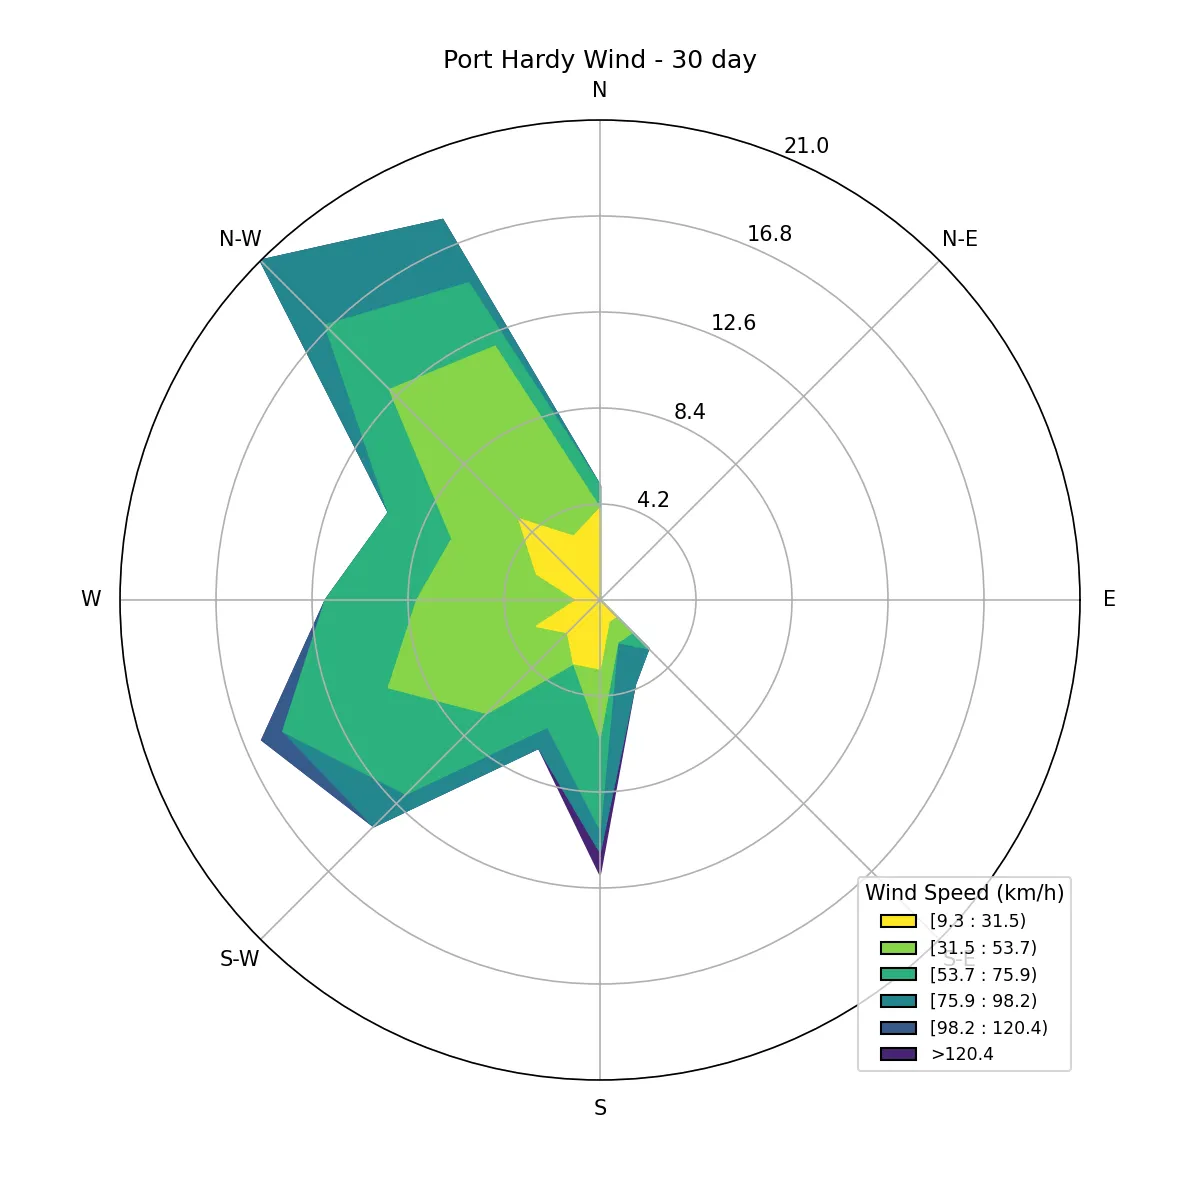 Port Hardy Wind - 30 day
N
21.0
N-W
N-E
16.8
12.6
8.4
4.2
W
E
S-W
S-E
S
Wind Speed (km/h)
[9.3 : 31.5)
[31.5 : 53.7)
[53.7 : 75.9)
[75.9 : 98.2)
[98.2 : 120.4)
>120.4